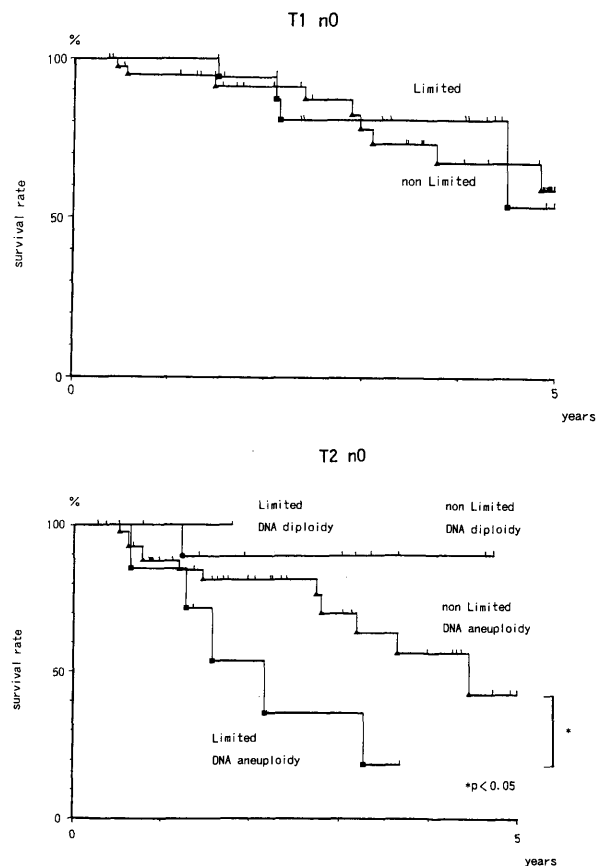 T1 n0
%
100
Limited
non Limited
survival rate
50
0
0
5
years
T2 n0
%
Limited
DNA diploidy
non Limited
DNA diploidy
100
non Limited
DNA aneuploidy
survival rate
50
*
Limited
DNA aneuploidy
*p<0.05
0
0
5
years